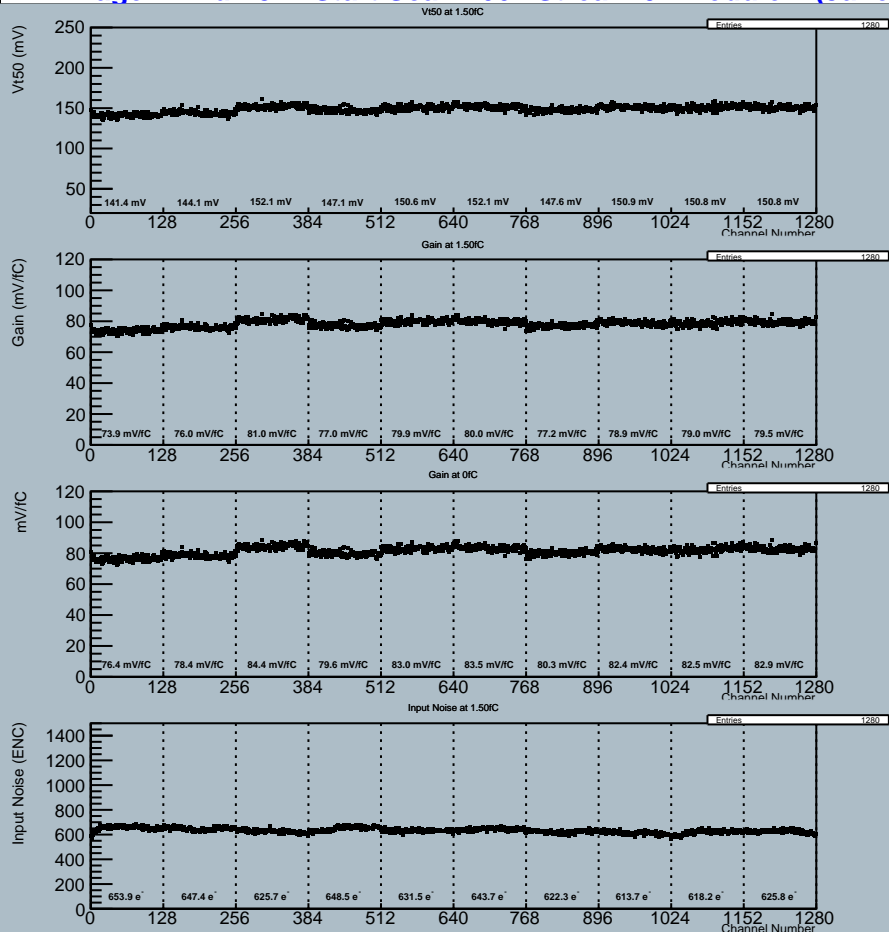 Vt50 at 1.50fC
Entries 1280
Vt50 (mV)
250
200
150
100
50
141.4 mV 144.1 mV 152.1 mV 147.1 mV 150.6 mV 152.1 mV 147.6 mV 150.9 mV 150.8 mV 150.8 mV
0 128 256 384 512 640 768 896 1024 1152 1280
Channel Number
Gain at 1.50fC
Entries 1280
Gain (mV/fC)
120
100
80
60
40
20
0
73.9 mV/fC 76.0 mV/fC 81.0 mV/fC 77.0 mV/fC 79.9 mV/fC 80.0 mV/fC 77.2 mV/fC 78.9 mV/fC 79.0 mV/fC 79.5 mV/fC
0 128 256 384 512 640 768 896 1024 1152 1280
Channel Number
Gain at 0fC
Entries 1280
mV/fC
120
100
80
60
40
20
0
76.4 mV/fC 78.4 mV/fC 84.4 mV/fC 79.6 mV/fC 83.0 mV/fC 83.5 mV/fC 80.3 mV/fC 82.4 mV/fC 82.5 mV/fC 82.9 mV/fC
0 128 256 384 512 640 768 896 1024 1152 1280
Channel Number
Input Noise at 1.50fC
Entries 1280
Input Noise (ENC)
1400
1200
1000
800
600
400
200
0
653.9 e⁻ 647.4 e⁻ 625.7 e⁻ 648.5 e⁻ 631.5 e⁻ 643.7 e⁻ 622.3 e⁻ 613.7 e⁻ 618.2 e⁻ 625.8 e⁻
0 128 256 384 512 640 768 896 1024 1152 1280
Channel Number